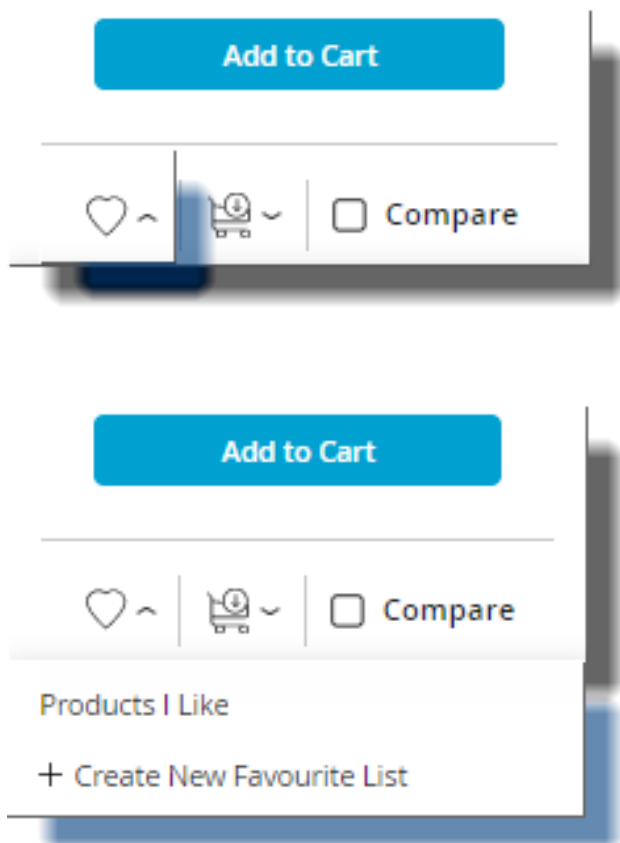 Add to Cart
Compare
Add to Cart
Compare
Products I Like
+ Create New Favourite List